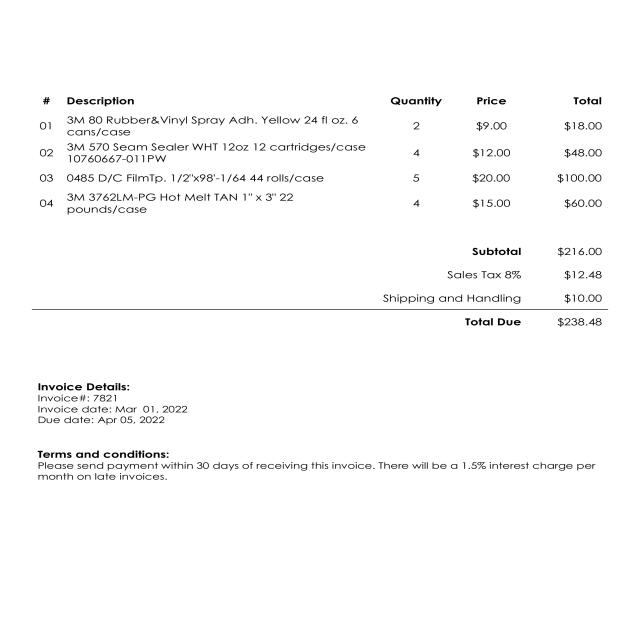 # Description Quantity Price Total
01 3M 80 Rubber&Vinyl Spray Adh. Yellow 24 fl oz. 6 cans/case 2 $9.00 $18.00
02 3M 570 Seam Sealer WHT 12oz 12 cartridges/case 10760667-011PW 4 $12.00 $48.00
03 0485 D/C FilmTp. 1/2"x98'-1/64 44 rolls/case 5 $20.00 $100.00
04 3M 3762LM-PG Hot Melt TAN 1" x 3" 22 pounds/case 4 $15.00 $60.00
Subtotal $216.00
Sales Tax 8% $12.48
Shipping and Handling $10.00
Total Due $238.48
Invoice Details:
Invoice#: 7821
Invoice date: Mar 01, 2022
Due date: Apr 05, 2022
Terms and conditions:
Please send payment within 30 days of receiving this invoice. There will be a 1.5% interest charge per
month on late invoices.